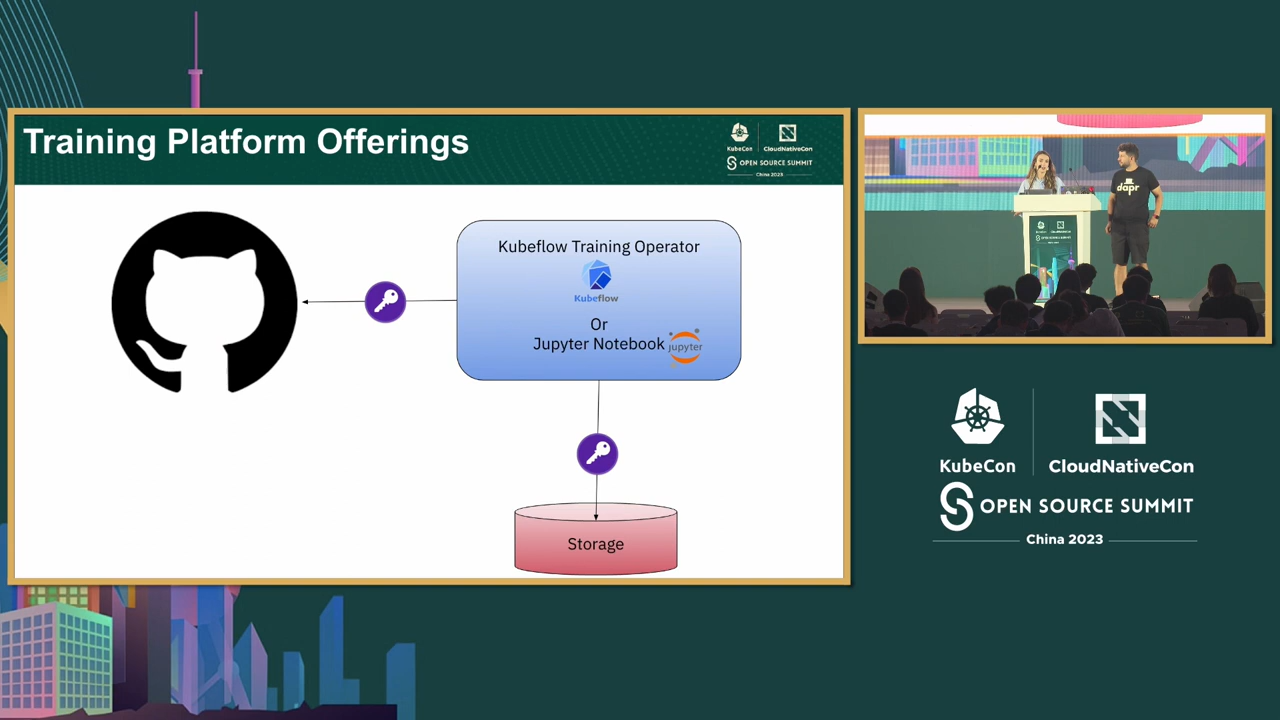 Training Platform Offerings
KubeCon
CloudNativeCon
OPEN SOURCE SUMMIT
China 2023
Kubeflow Training Operator
Kubeflow
Or
Jupyter Notebook
jupyter
Storage
dapr
KubeCon
CloudNativeCon
OPEN SOURCE SUMMIT
China 2023